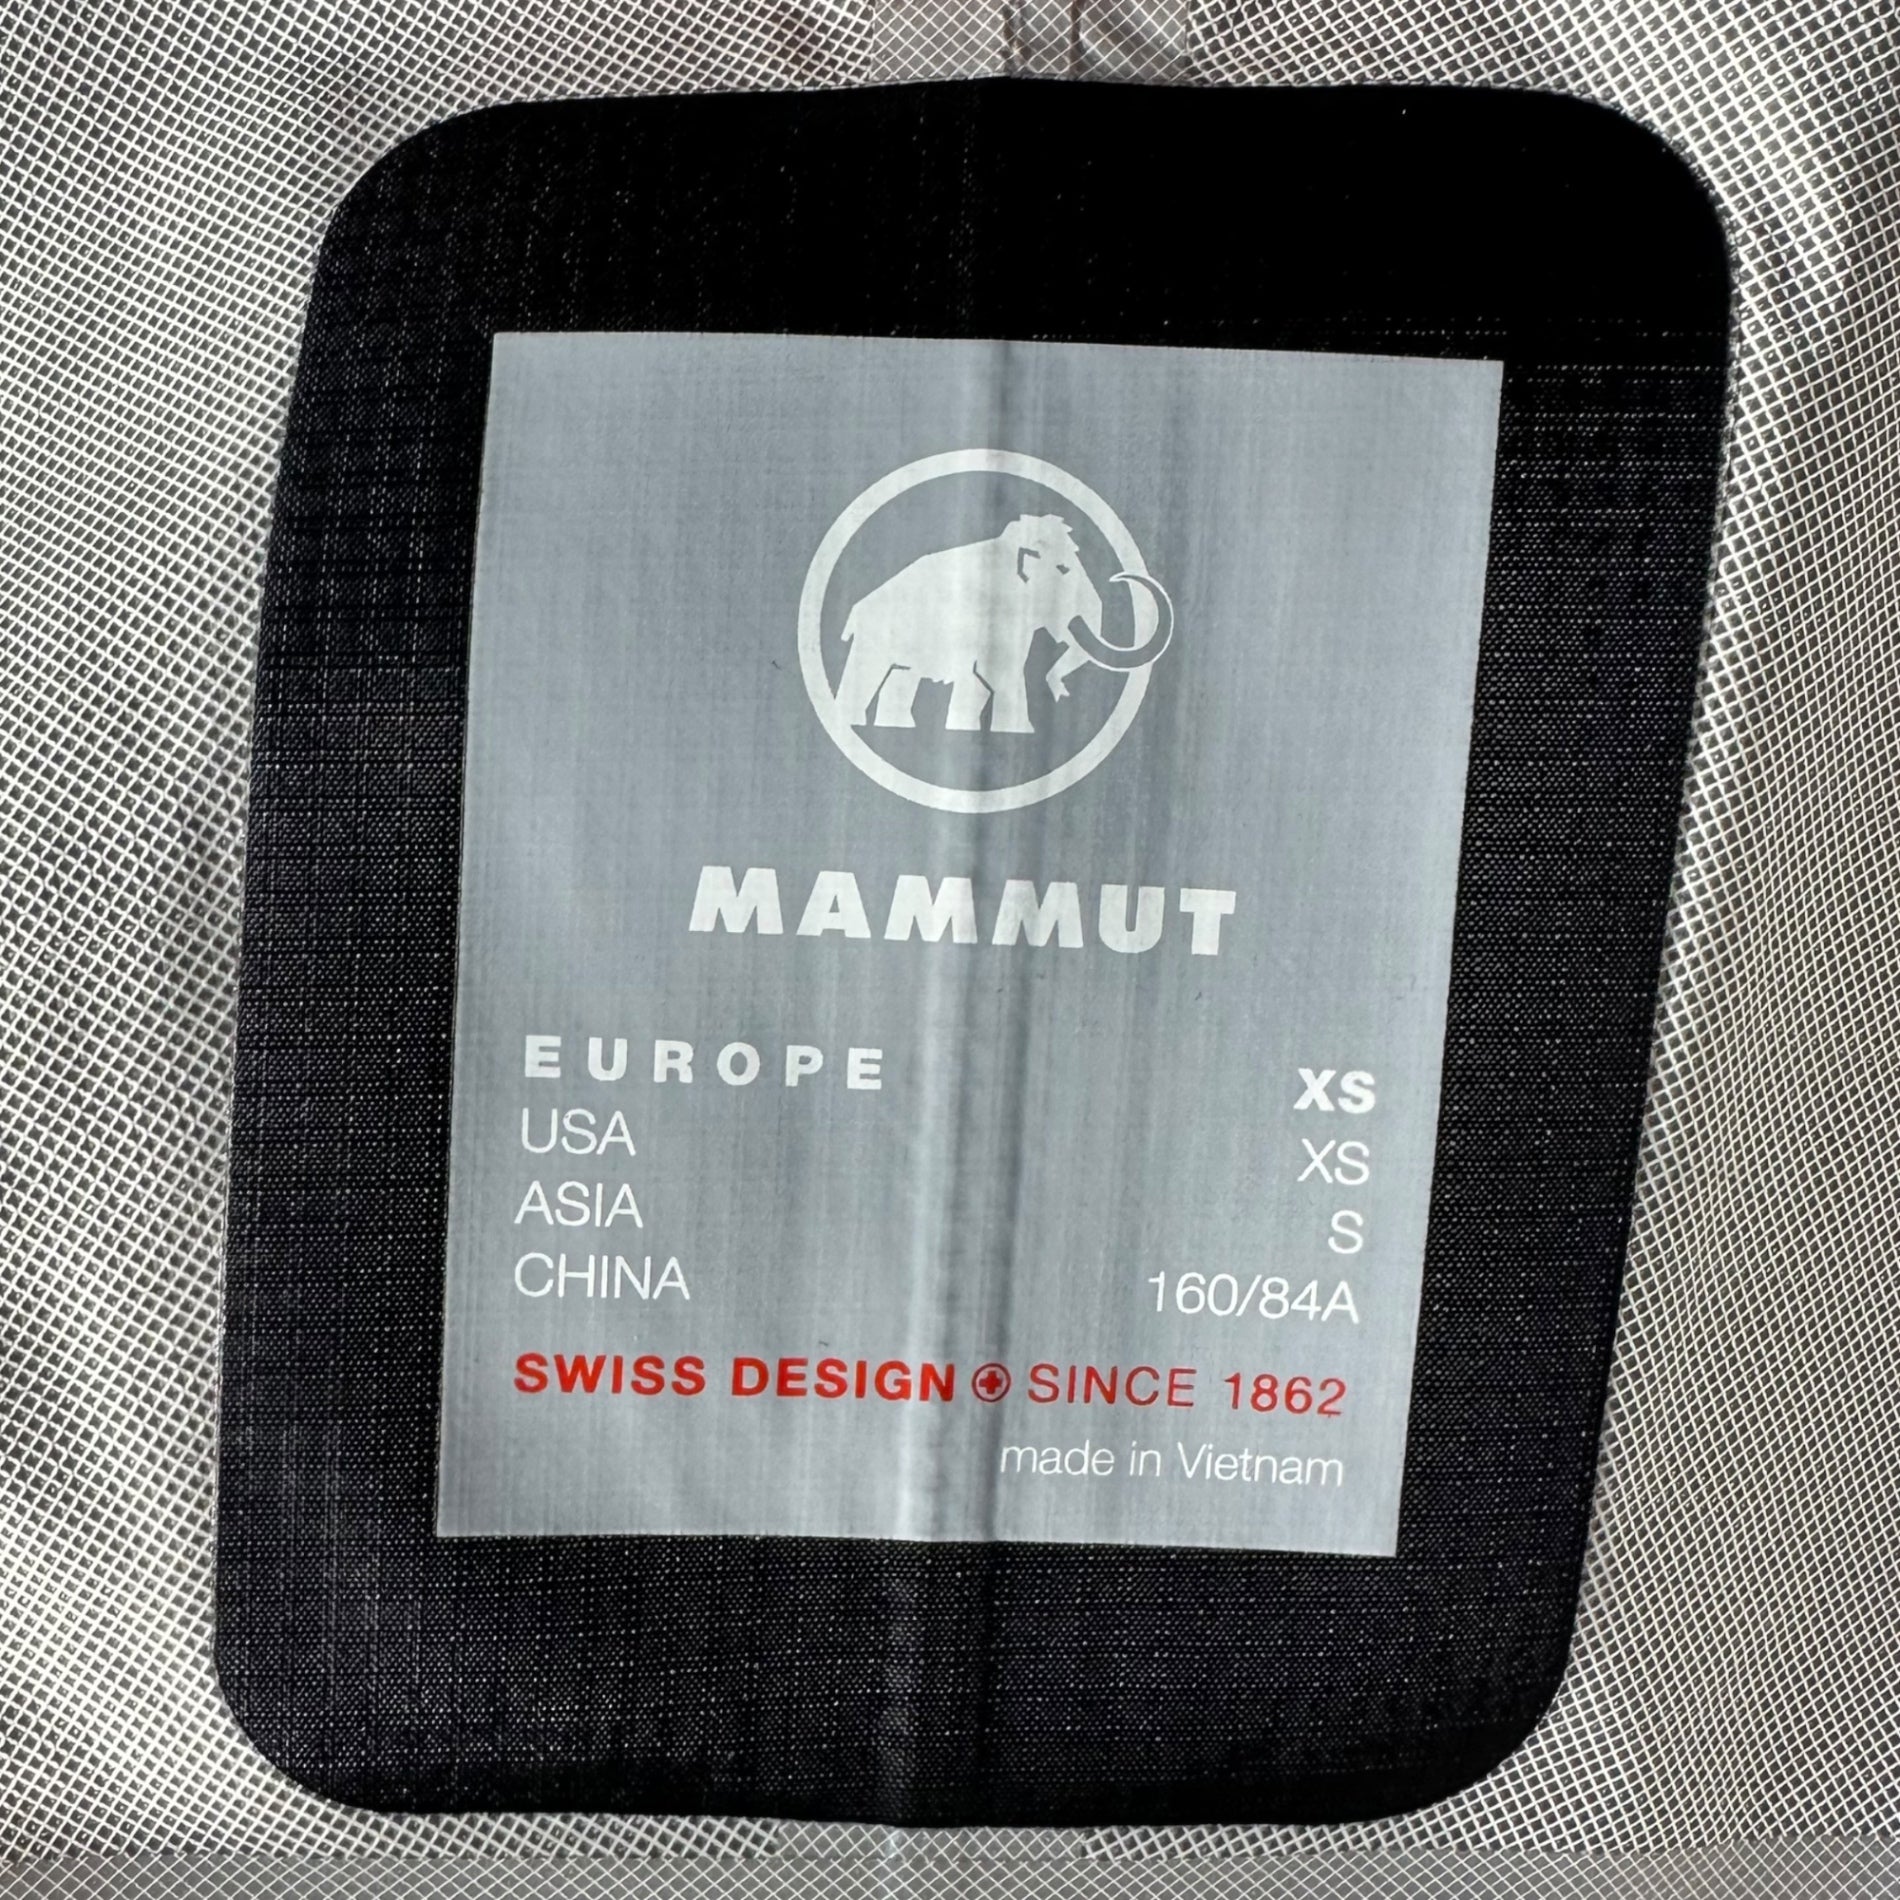 MAMMUT
EUROPE XS
USA XS
ASIA S
CHINA 160/84A
SWISS DESIGN SINCE 1862
made in Vietnam